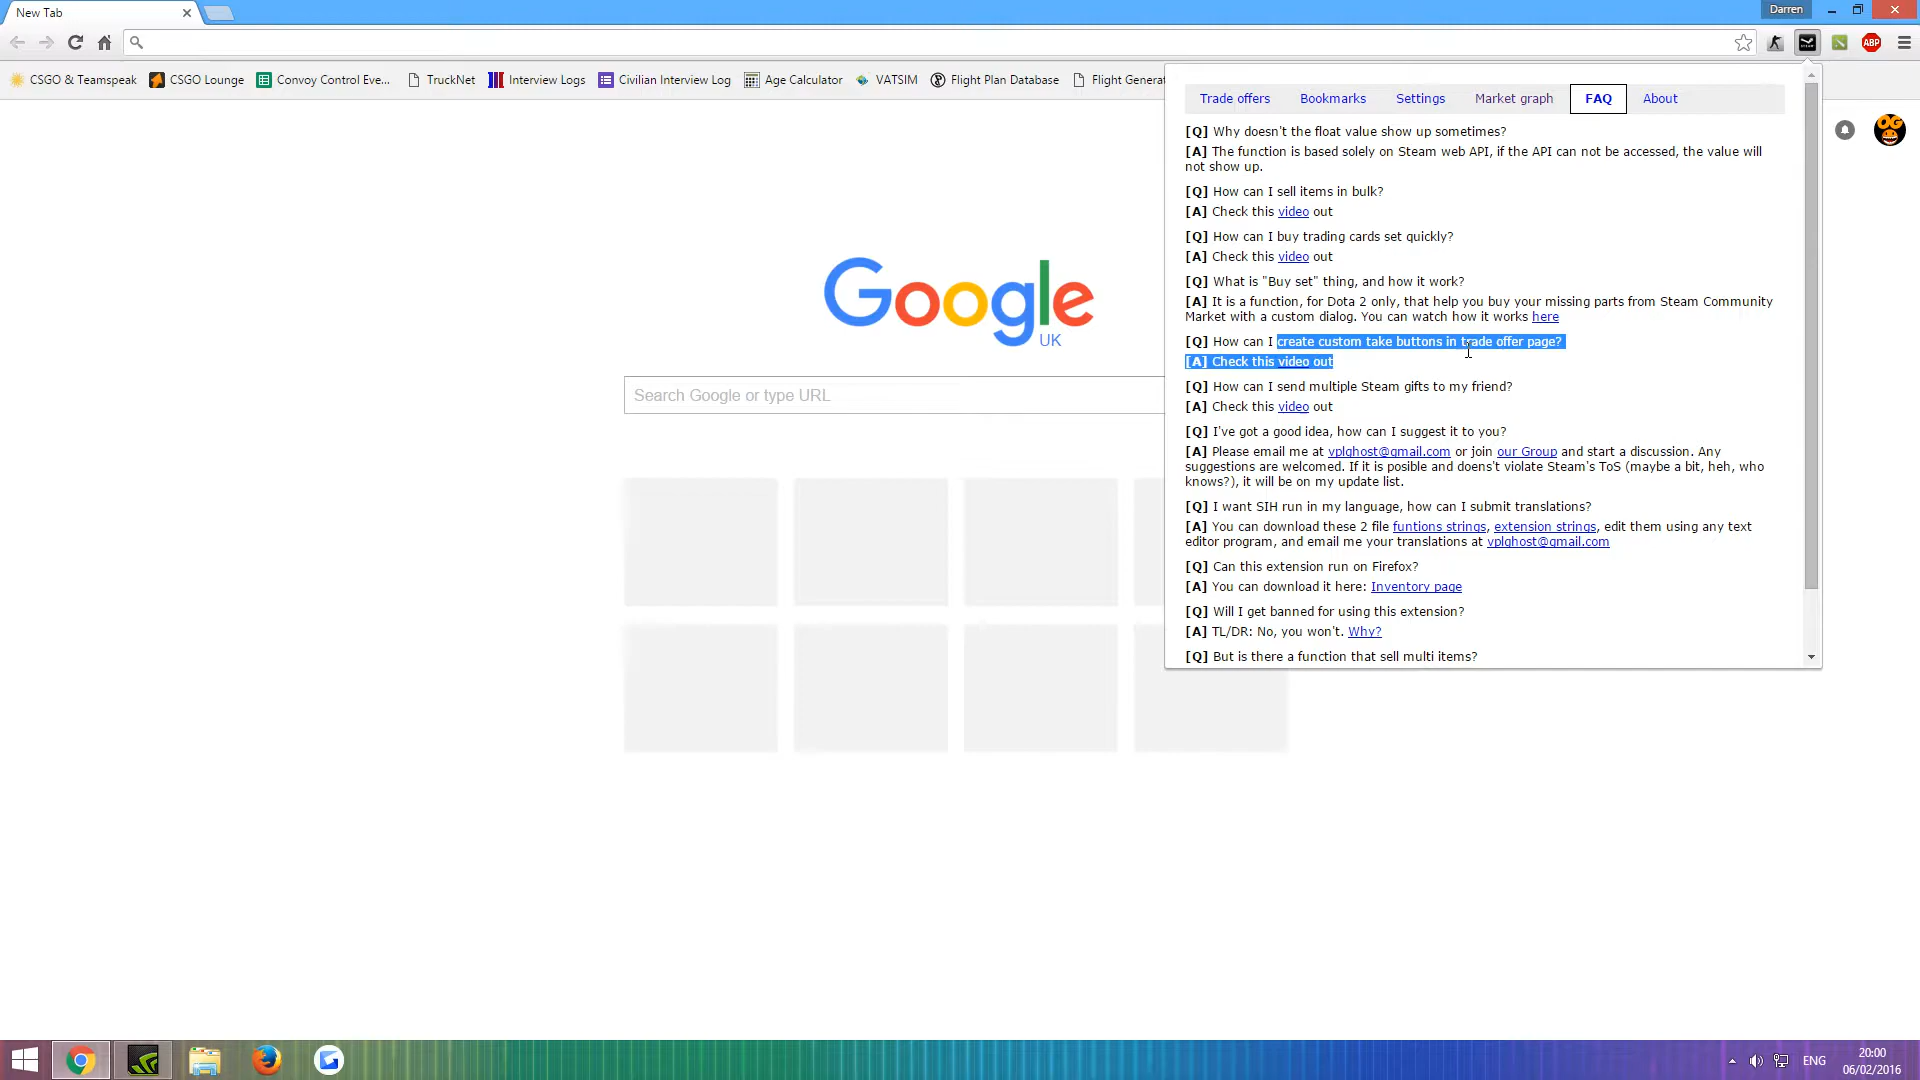 New Tab
Darren
CSGO & Teamspeak
CSGO Lounge
Convoy Control Eve...
TruckNet
Interview Logs
Civilian Interview Log
Age Calculator
VATSIM
Flight Plan Database
Flight Genera
STEAM
ABP
Trade offers
Bookmarks
Settings
Market graph
FAQ
About
[Q] Why doesn't the float value show up sometimes?
[A] The function is based solely on Steam web API, if the API can not be accessed, the value will
not show up.
[Q] How can I sell items in bulk?
[A] Check this video out
[Q] How can I buy trading cards set quickly?
[A] Check this video out
[Q] What is "Buy set" thing, and how it work?
[A] It is a function, for Dota 2 only, that help you buy your missing parts from Steam Community
Market with a custom dialog. You can watch how it works here
[Q] How can I create custom take buttons in trade offer page?
[A] Check this video out
[Q] How can I send multiple Steam gifts to my friend?
[A] Check this video out
[Q] I've got a good idea, how can I suggest it to you?
[A] Please email me at vplghost@gmail.com or join our Group and start a discussion. Any
suggestions are welcomed. If it is posible and doens't violate Steam's ToS (maybe a bit, heh, who
knows?), it will be on my update list.
[Q] I want SIH run in my language, how can I submit translations?
[A] You can download these 2 file funtions strings, extension strings, edit them using any text
editor program, and email me your translations at vplghost@gmail.com
[Q] Can this extension run on Firefox?
[A] You can download it here: Inventory page
[Q] Will I get banned for using this extension?
[A] TL/DR: No, you won't. Why?
[Q] But is there a function that sell multi items?
OG
Google
UK
Search Google or type URL
ENG
20:00
06/02/2016